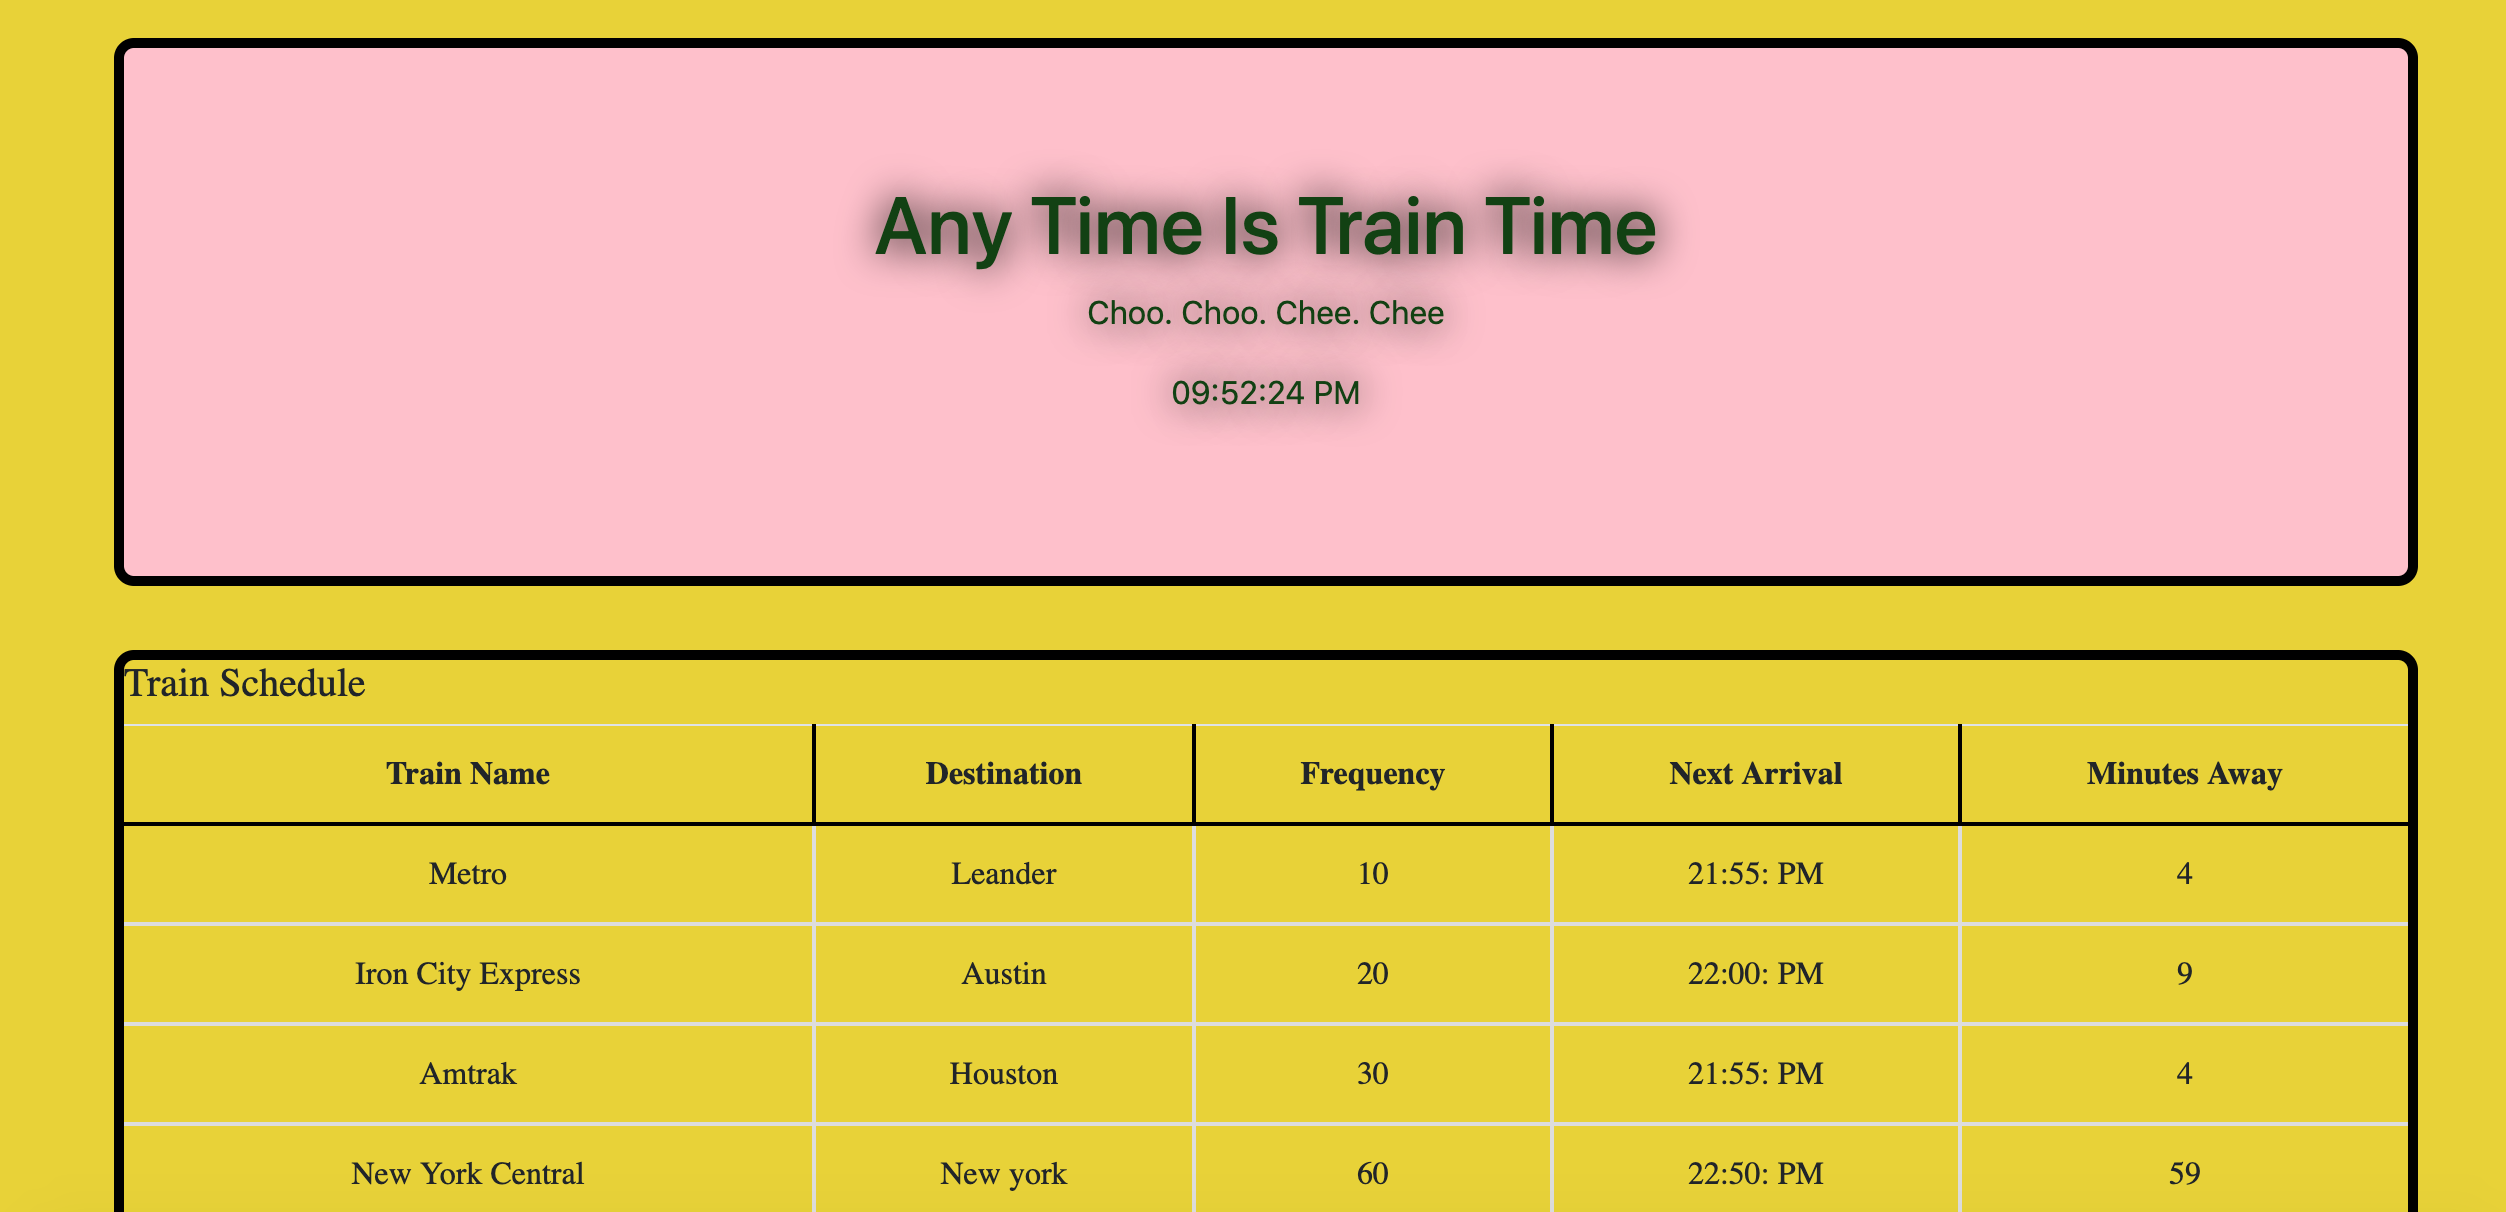 Any Time Is Train Time
Choo. Choo. Chee. Chee
09:52:24 PM
Train Schedule
Train Name Destination Frequency Next Arrival Minutes Away
Metro Leander 10 21:55: PM 4
Iron City Express Austin 20 22:00: PM 9
Amtrak Houston 30 21:55: PM 4
New York Central New york 60 22:50: PM 59